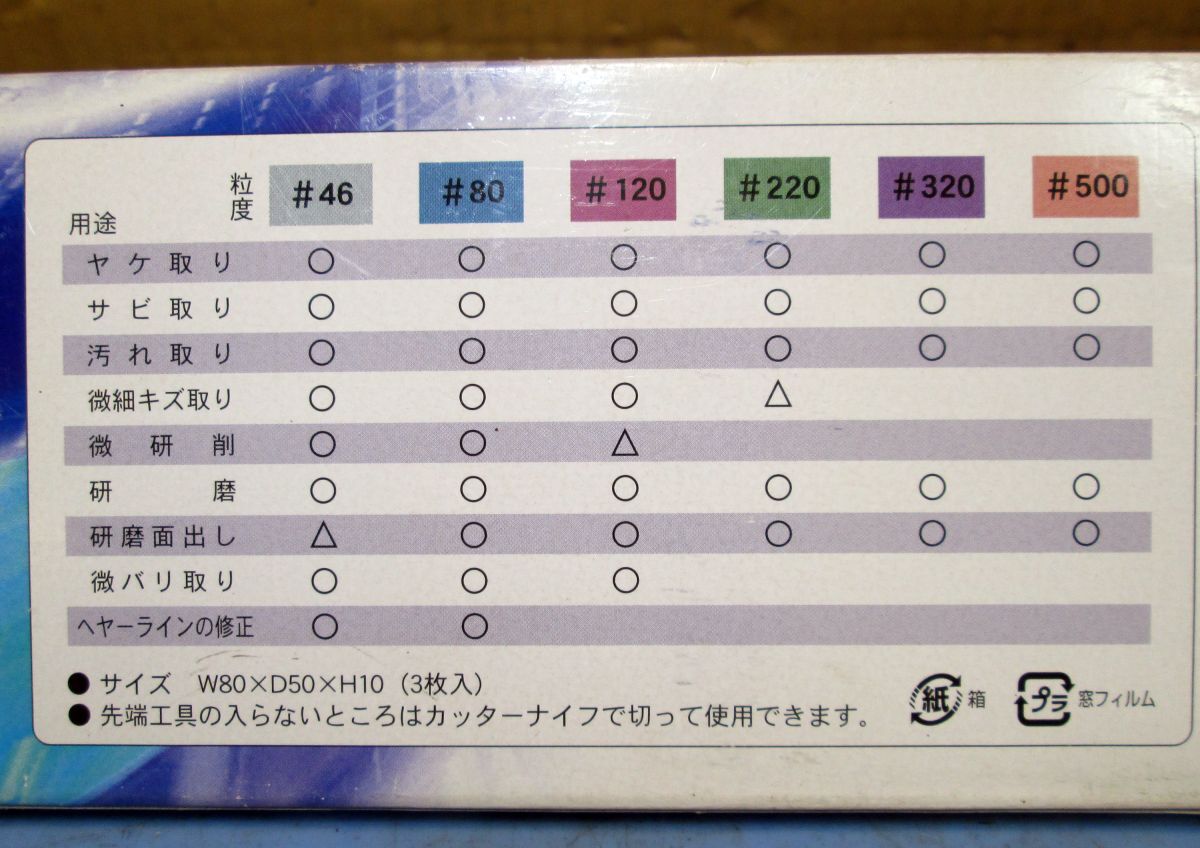 粒度 #46 #80 #120 #220 #320 #500
用途
ヤケ取り ○ ○ ○ ○ ○ ○
サビ取り ○ ○ ○ ○ ○ ○
汚れ取り ○ ○ ○ ○ ○ ○
微細キズ取り ○ ○ ○ △
微研削 ○ ○ △
研磨 ○ ○ ○ ○ ○ ○
研磨面出し △ ○ ○ ○ ○ ○
微バリ取り ○ ○ ○
ヘヤーラインの修正 ○ ○
● サイズ W80×D50×H10（3枚入）
● 先端工具の入らないところはカッターナイフで切って使用できます。
紙 箱
プラ 窓フィルム